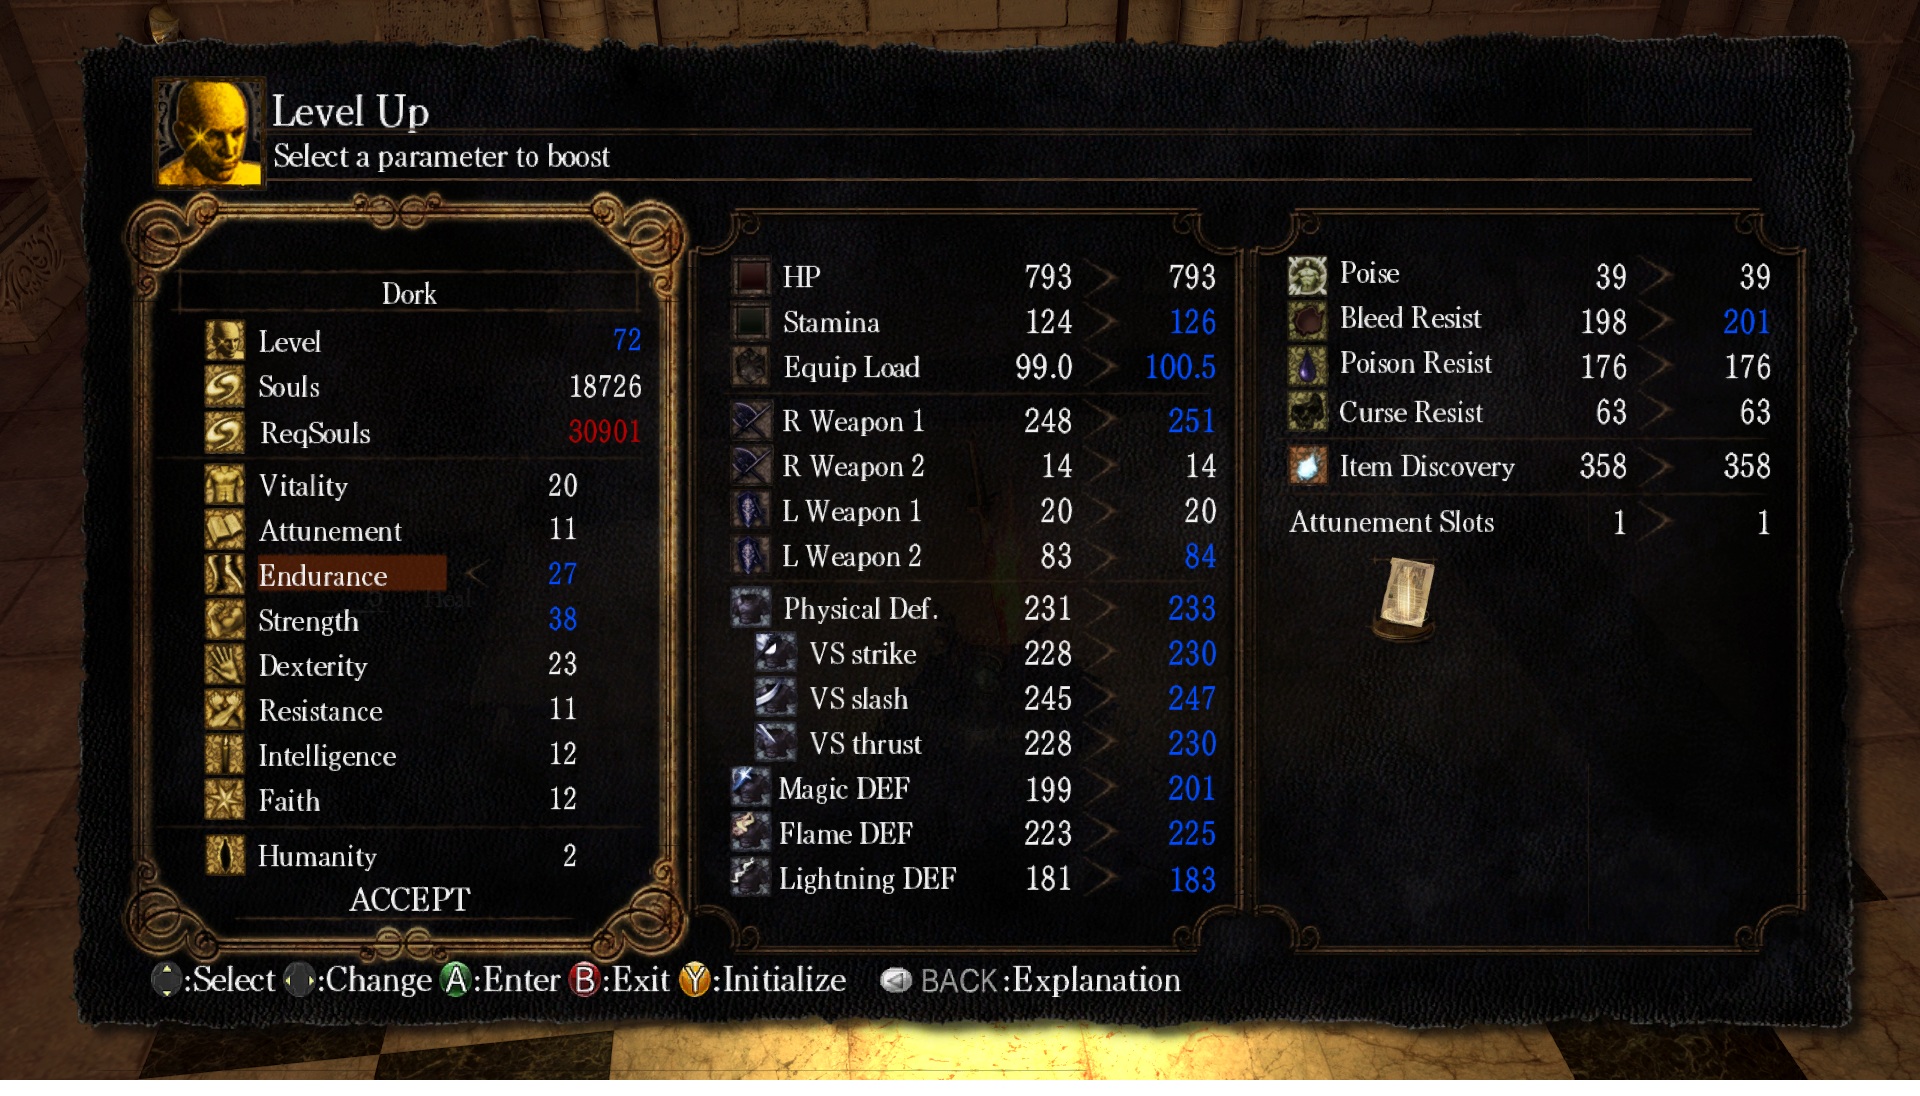 Level Up
Select a parameter to boost
Dork
Level 72
Souls 18726
ReqSouls 30901
Vitality 20
Attunement 11
Endurance 27
Strength 38
Dexterity 23
Resistance 11
Intelligence 12
Faith 12
Humanity 2
ACCEPT
HP 793 793
Stamina 124 126
Equip Load 99.0 100.5
R Weapon 1 248 251
R Weapon 2 14 14
L Weapon 1 20 20
L Weapon 2 83 84
Physical Def. 231 233
VS strike 228 230
VS slash 245 247
VS thrust 228 230
Magic DEF 199 201
Flame DEF 223 225
Lightning DEF 181 183
Poise 39 39
Bleed Resist 198 201
Poison Resist 176 176
Curse Resist 63 63
Item Discovery 358 358
Attunement Slots 1 1
:Select :Change A:Enter B:Exit Y:Initialize BACK:Explanation